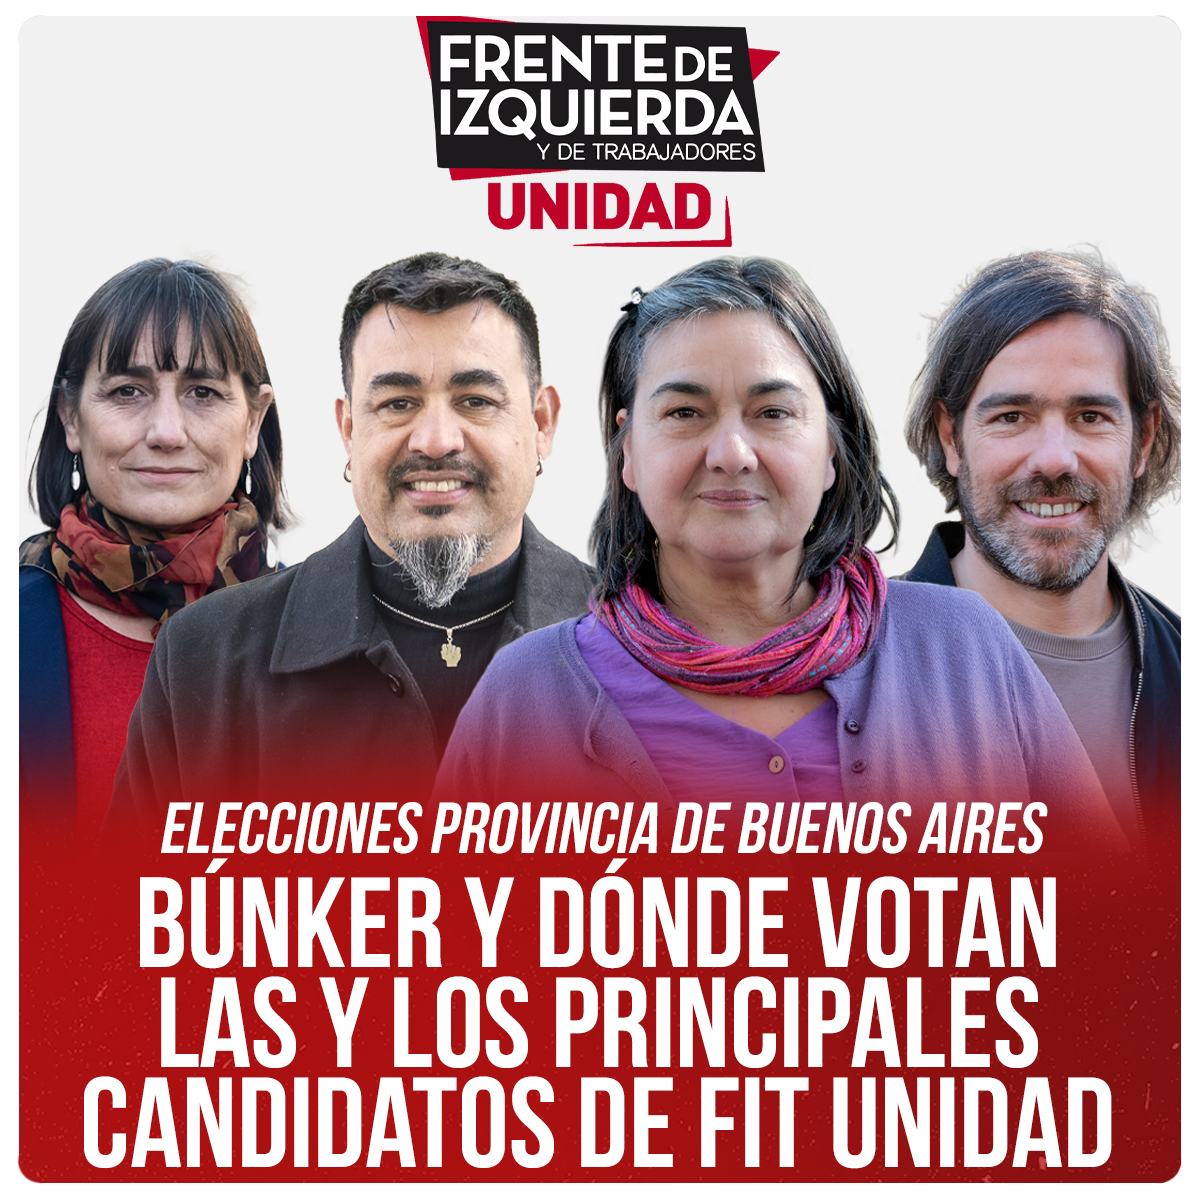 FRENTE DE
IZQUIERDA
Y DE TRABAJADORES
UNIDAD
ELECCIONES PROVINCIA DE BUENOS AIRES
BÚNKER Y DÓNDE VOTAN
LAS Y LOS PRINCIPALES
CANDIDATOS DE FIT UNIDAD